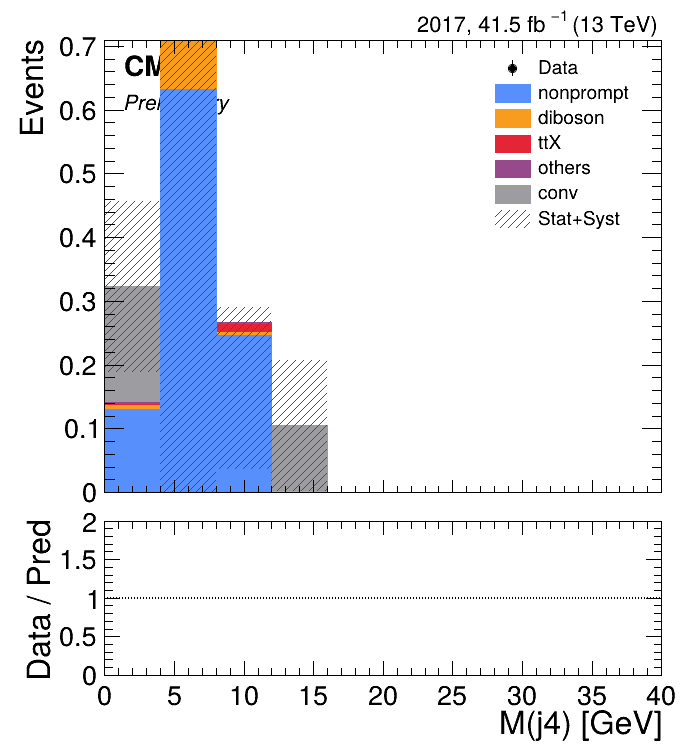 2017, 41.5 fb⁻¹ (13 TeV)
Events
0.7
0.6
0.5
0.4
0.3
0.2
0.1
0
Data
nonprompt
diboson
ttX
others
conv
Stat+Syst
Data / Pred
2
1.5
1
0.5
0
0 5 10 15 20 25 30 35 40
M(j4) [GeV]